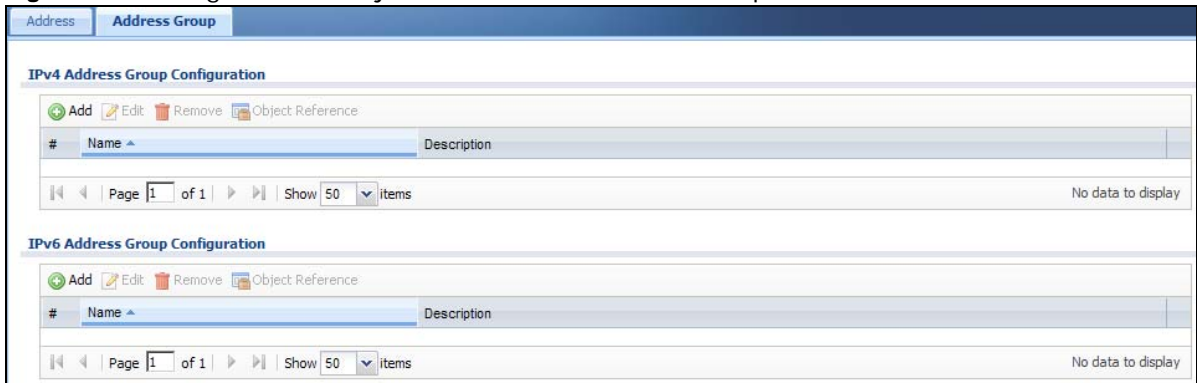 Address Address Group
IPv4 Address Group Configuration
Add Edit Remove Object Reference
# Name Description
Page 1 of 1 Show 50 items No data to display
IPv6 Address Group Configuration
Add Edit Remove Object Reference
# Name Description
Page 1 of 1 Show 50 items No data to display